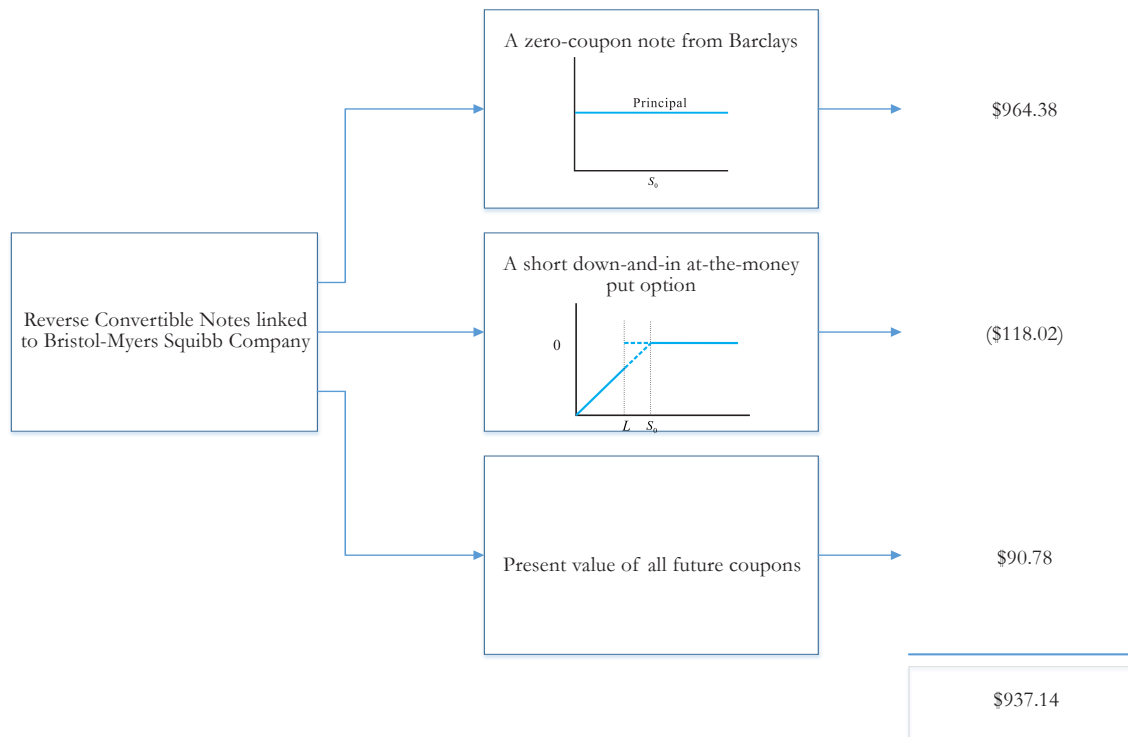 A zero-coupon note from Barclays
Principal
S₀
$964.38
Reverse Convertible Notes linked
to Bristol-Myers Squibb Company
A short down-and-in at-the-money
put option
0
L S₀
($118.02)
Present value of all future coupons
$90.78
$937.14